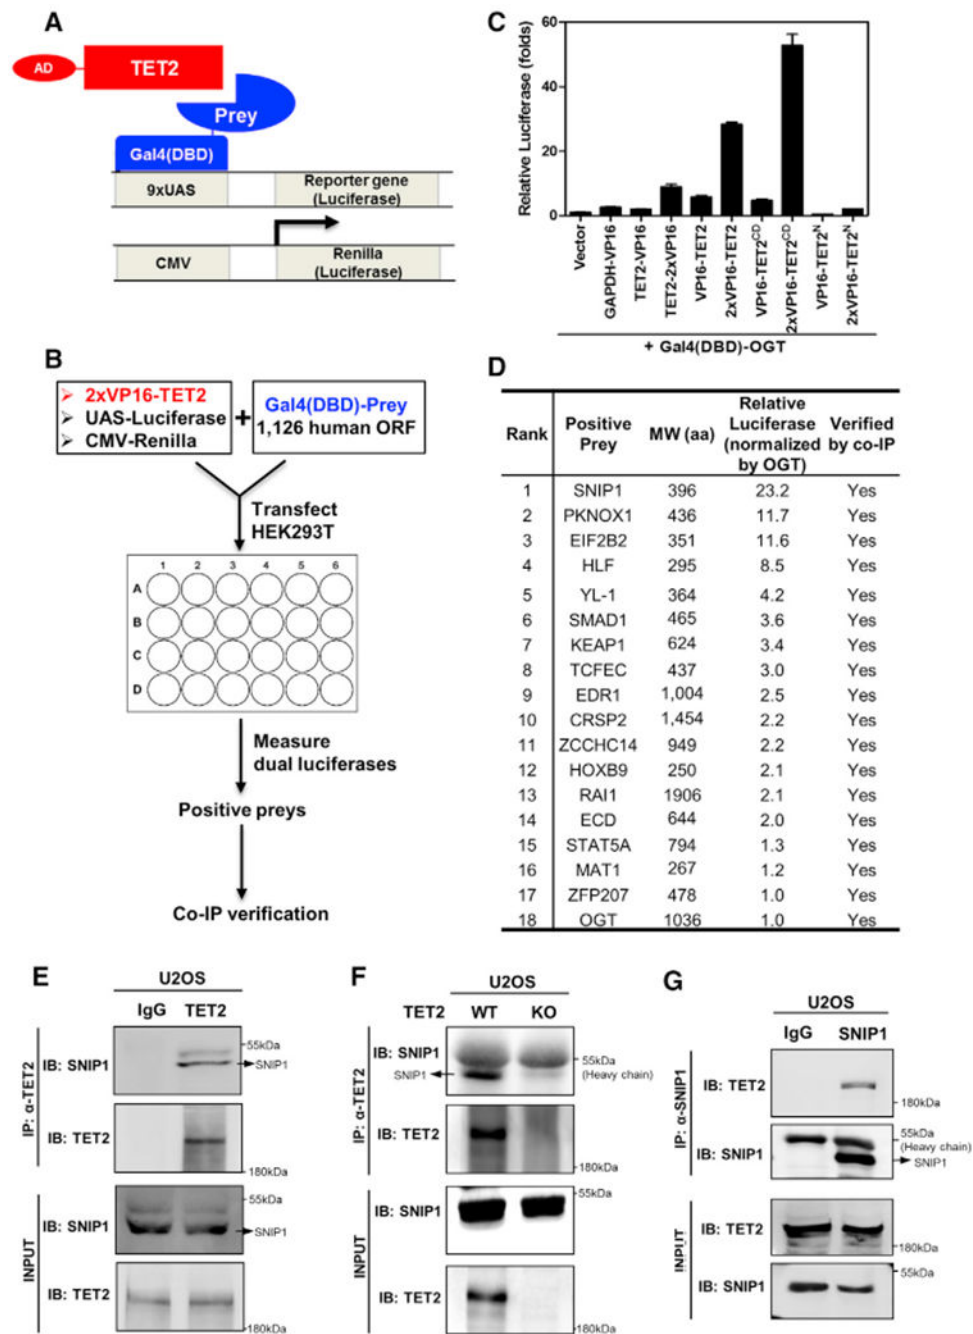 A
AD
TET2
Prey
Gal4(DBD)
9xUAS
Reporter gene
(Luciferase)
CMV
Renilla
(Luciferase)
B
2xVP16-TET2
UAS-Luciferase
CMV-Renilla
+
Gal4(DBD)-Prey
1,126 human ORF
Transfect
HEK293T
1 2 3 4 5 6
A
B
C
D
Measure
dual luciferases
Positive preys
Co-IP verification
C
Relative Luciferase (folds)
60
40
20
0
Vector
GAPDH-VP16
TET2-VP16
TET2-2xVP16
VP16-TET2
2xVP16-TET2
VP16-TET2CD
2xVP16-TET2CD
VP16-TET2N
2xVP16-TET2N
+ Gal4(DBD)-OGT
D
Rank Positive Prey MW (aa) Relative Luciferase (normalized by OGT) Verified by co-IP
1 SNIP1 396 23.2 Yes
2 PKNOX1 436 11.7 Yes
3 EIF2B2 351 11.6 Yes
4 HLF 295 8.5 Yes
5 YL-1 364 4.2 Yes
6 SMAD1 465 3.6 Yes
7 KEAP1 624 3.4 Yes
8 TCFEC 437 3.0 Yes
9 EDR1 1,004 2.5 Yes
10 CRSP2 1,454 2.2 Yes
11 ZCCHC14 949 2.2 Yes
12 HOXB9 250 2.1 Yes
13 RAI1 1906 2.1 Yes
14 ECD 644 2.0 Yes
15 STAT5A 794 1.3 Yes
16 MAT1 267 1.2 Yes
17 ZFP207 478 1.0 Yes
18 OGT 1036 1.0 Yes
E
U2OS
IgG TET2
IP: α-TET2
IB: SNIP1
55kDa
SNIP1
IB: TET2
180kDa
INPUT
IB: SNIP1
55kDa
SNIP1
IB: TET2
180kDa
F
U2OS
TET2 WT KO
IP: α-TET2
IB: SNIP1
SNIP1
55kDa
(Heavy chain)
IB: TET2
180kDa
INPUT
IB: SNIP1
55kDa
IB: TET2
180kDa
G
U2OS
IgG SNIP1
IP: α-SNIP1
IB: TET2
180kDa
IB: SNIP1
55kDa
(Heavy chain)
SNIP1
INPUT
IB: TET2
180kDa
IB: SNIP1
55kDa